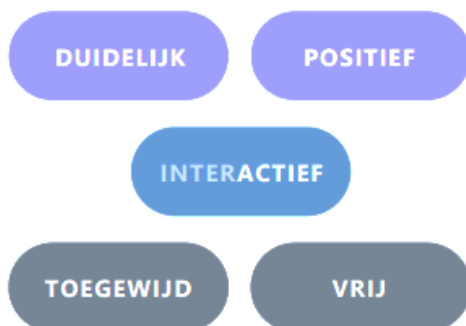 DUIDELIJK
POSITIEF
INTERACTIEF
TOEGEWIJD
VRIJ